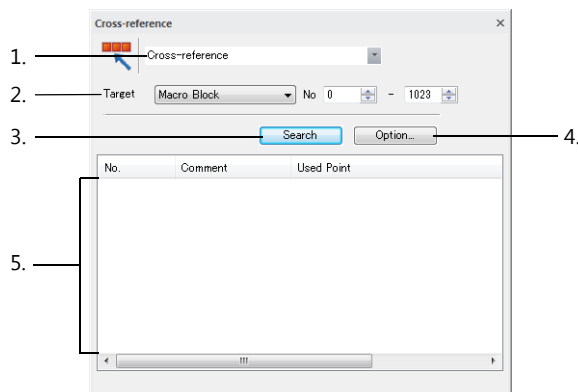 Cross-reference
1. Cross-reference
2. Target Macro Block No 0 - 1023
3. Search Option... 4.
No. Comment Used Point
5.